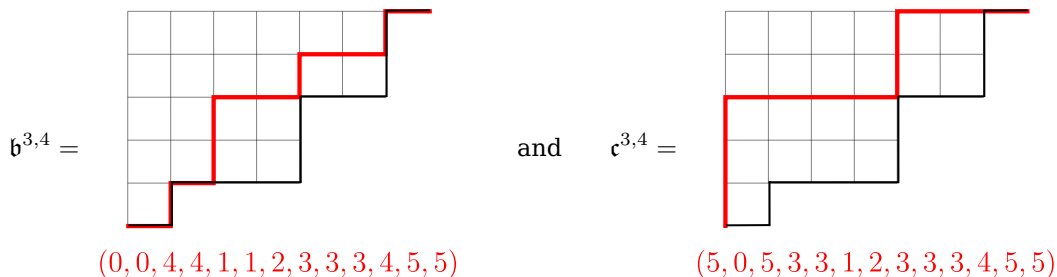 𝔟^{3,4} = and 𝔠^{3,4} =
(0, 0, 4, 4, 1, 1, 2, 3, 3, 3, 4, 5, 5) (5, 0, 5, 3, 3, 1, 2, 3, 3, 3, 4, 5, 5)